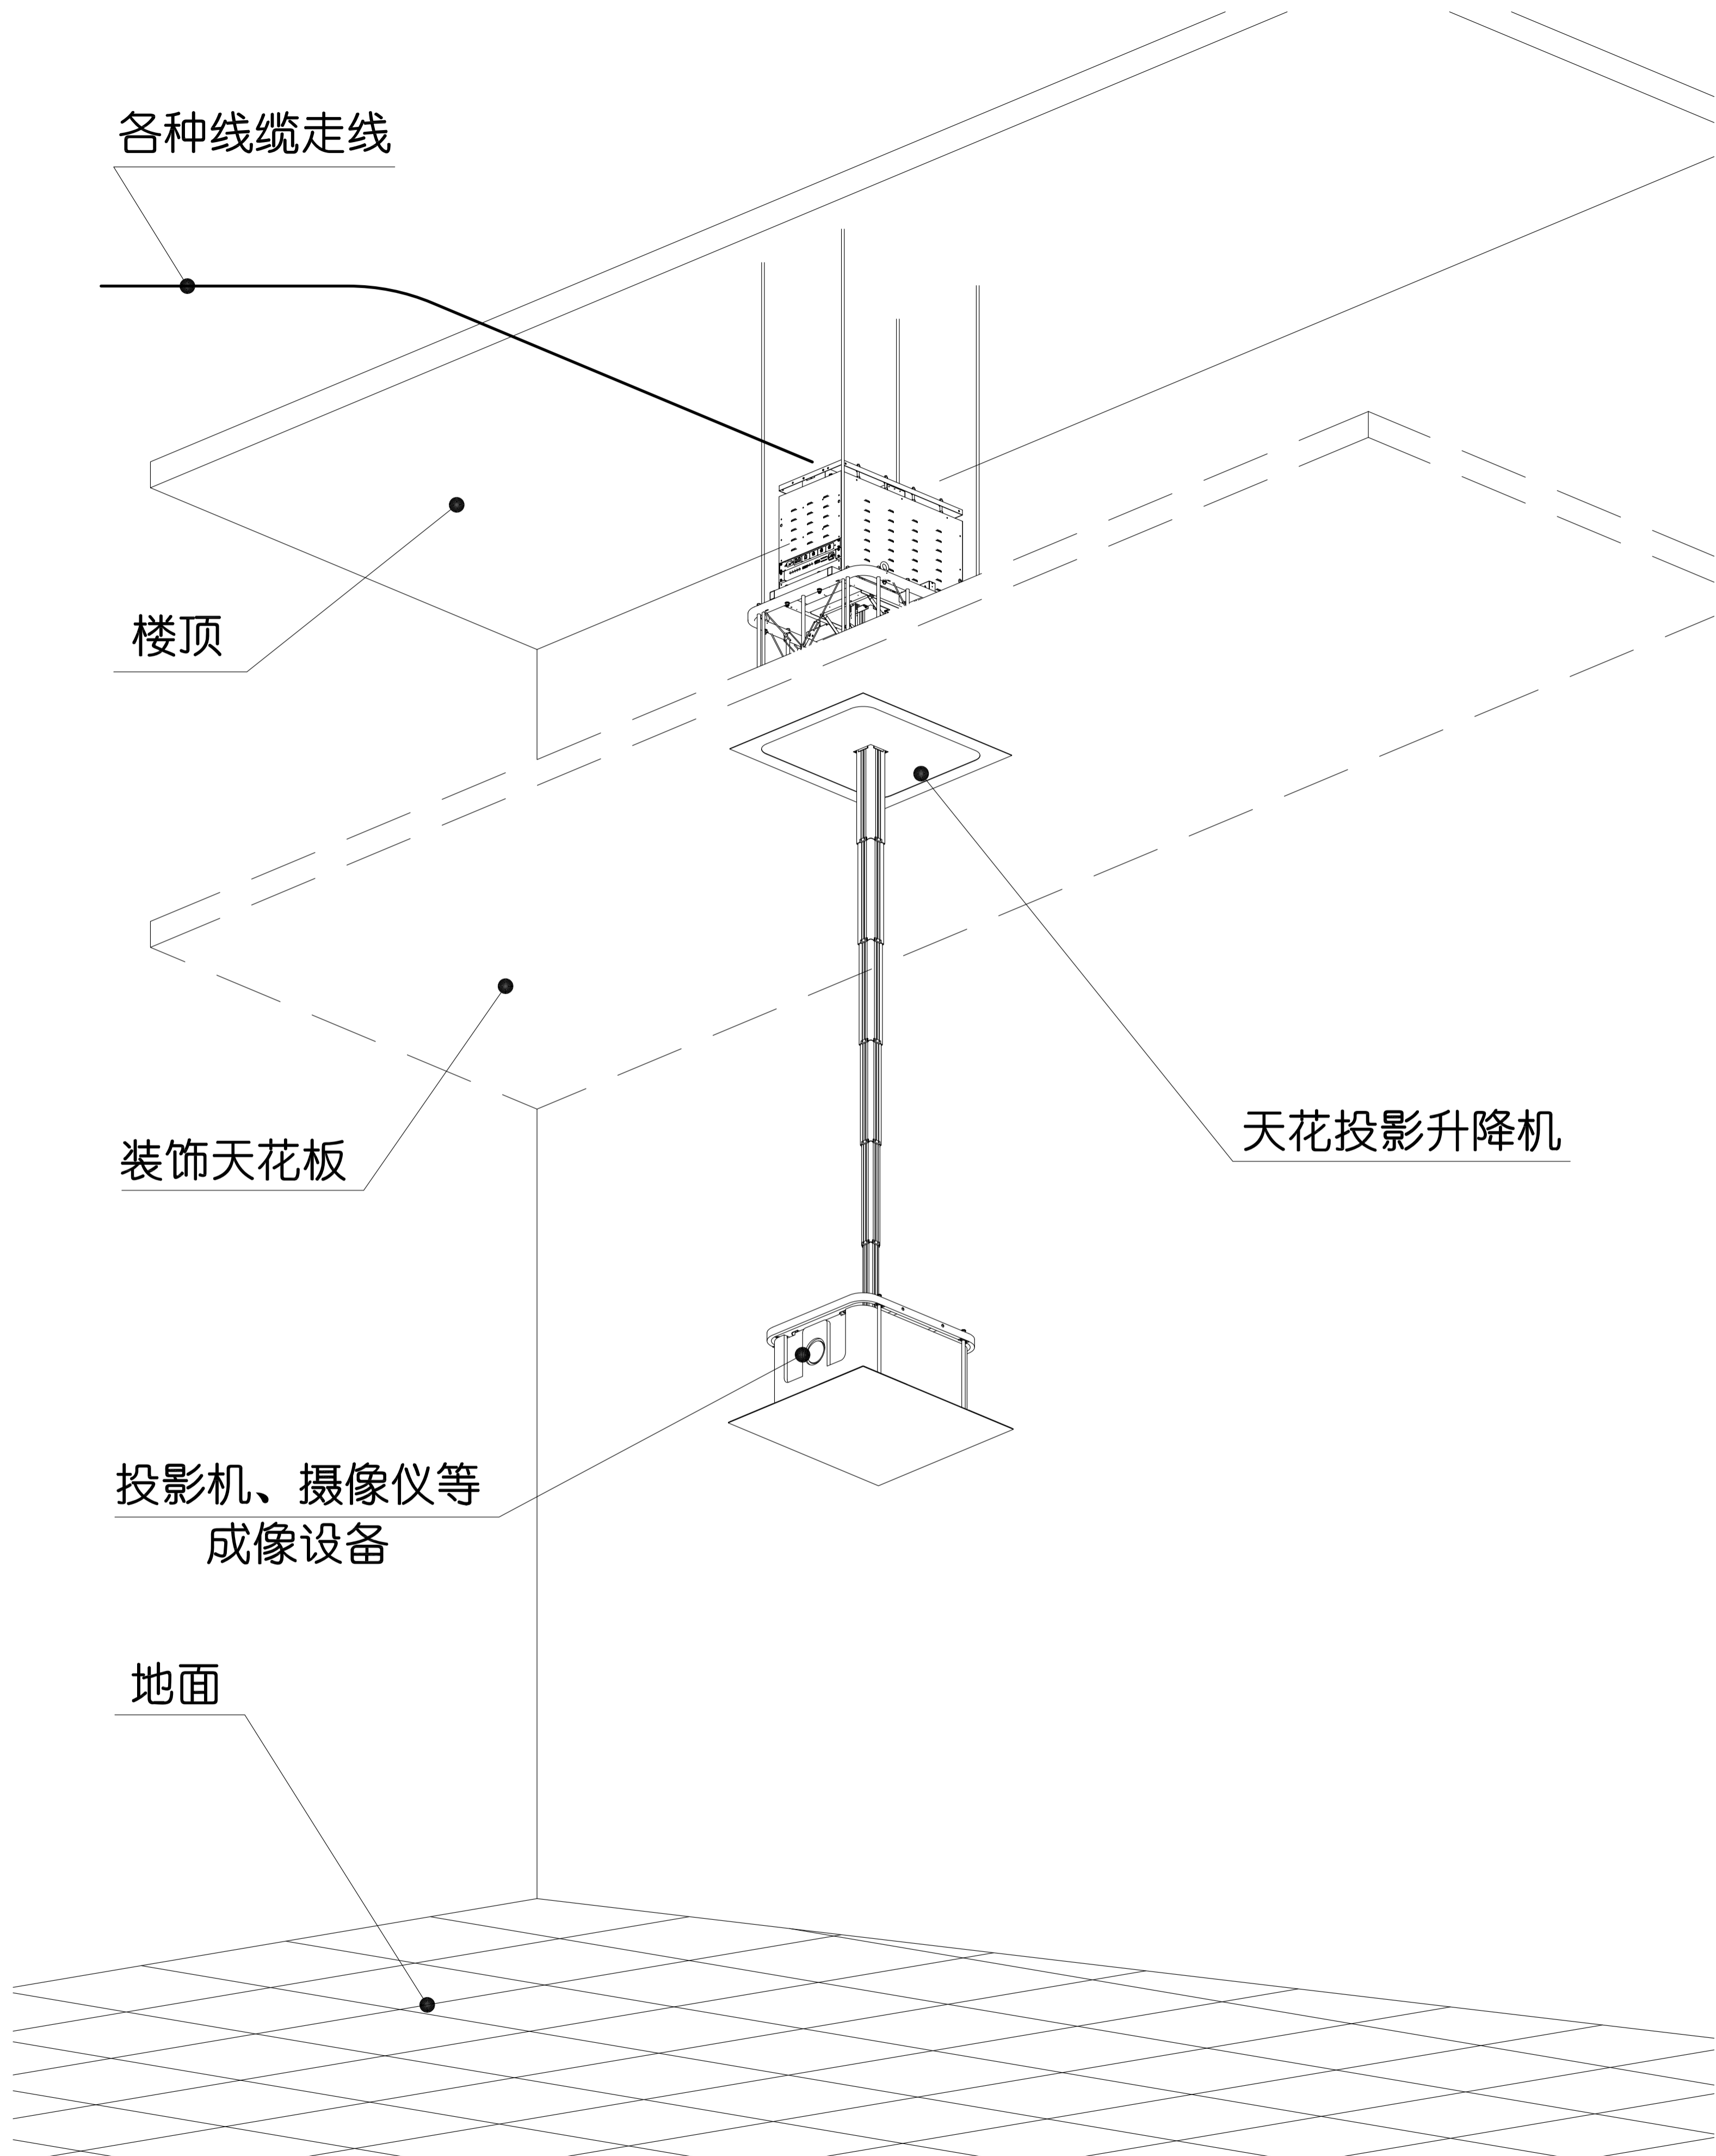 各种线缆走线
楼顶
天花投影升降机
装饰天花板
投影机、摄像仪等
成像设备
地面